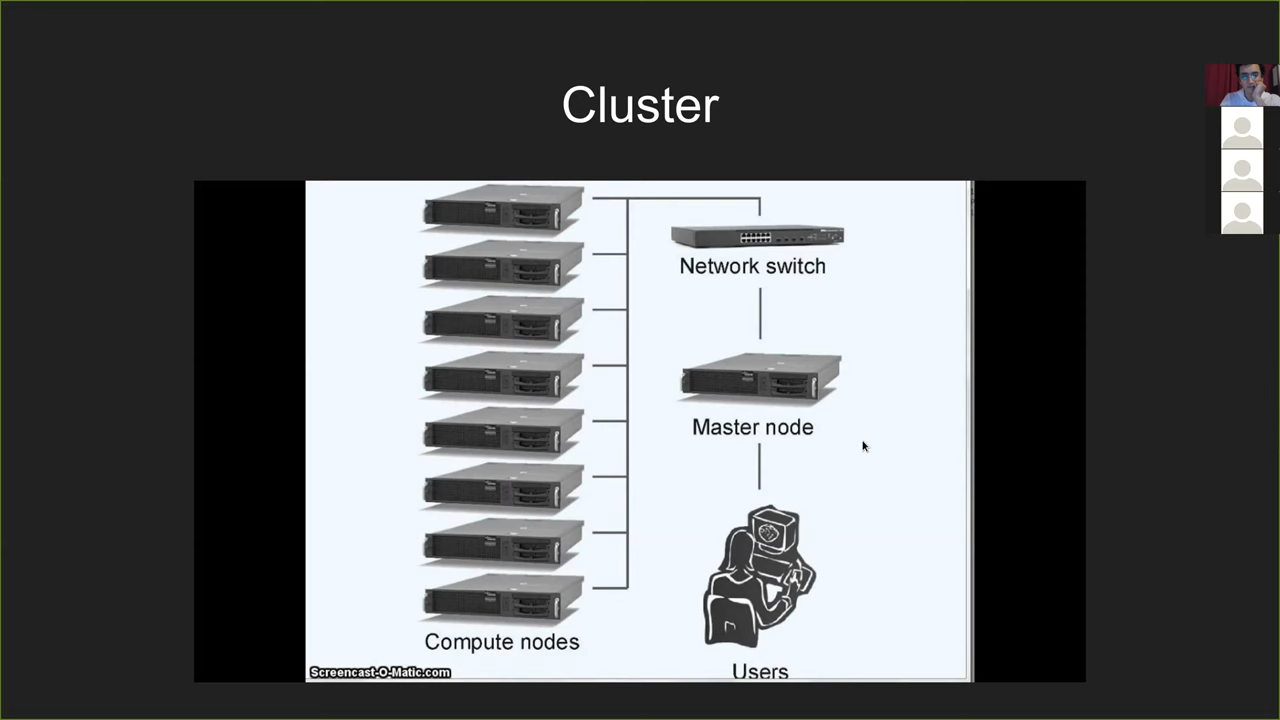 Cluster
Network switch
Master node
Compute nodes
Users
Screencast-O-Matic.com